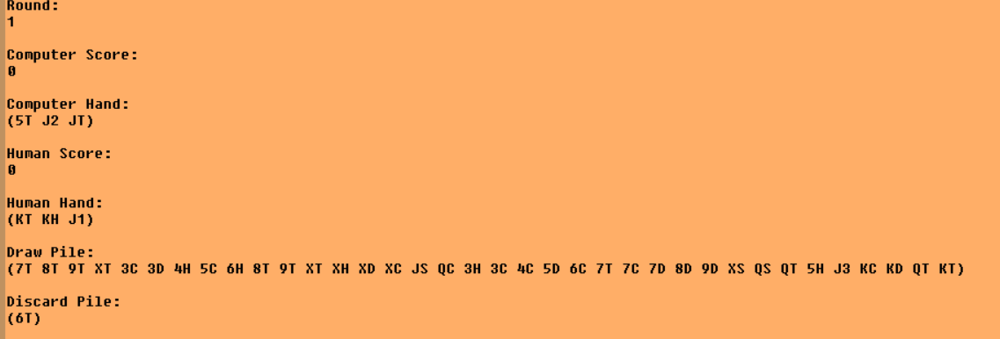 Round:
1
Computer Score:
0
Computer Hand:
(5T J2 JT)
Human Score:
0
Human Hand:
(KT KH J1)
Draw Pile:
(7T 8T 9T XT 3C 3D 4H 5C 6H 8T 9T XT XH XD XC JS QC 3H 3C 4C 5D 6C 7T 7C 7D 8D 9D XS QS QT 5H J3 KC KD QT KT)
Discard Pile:
(6T)